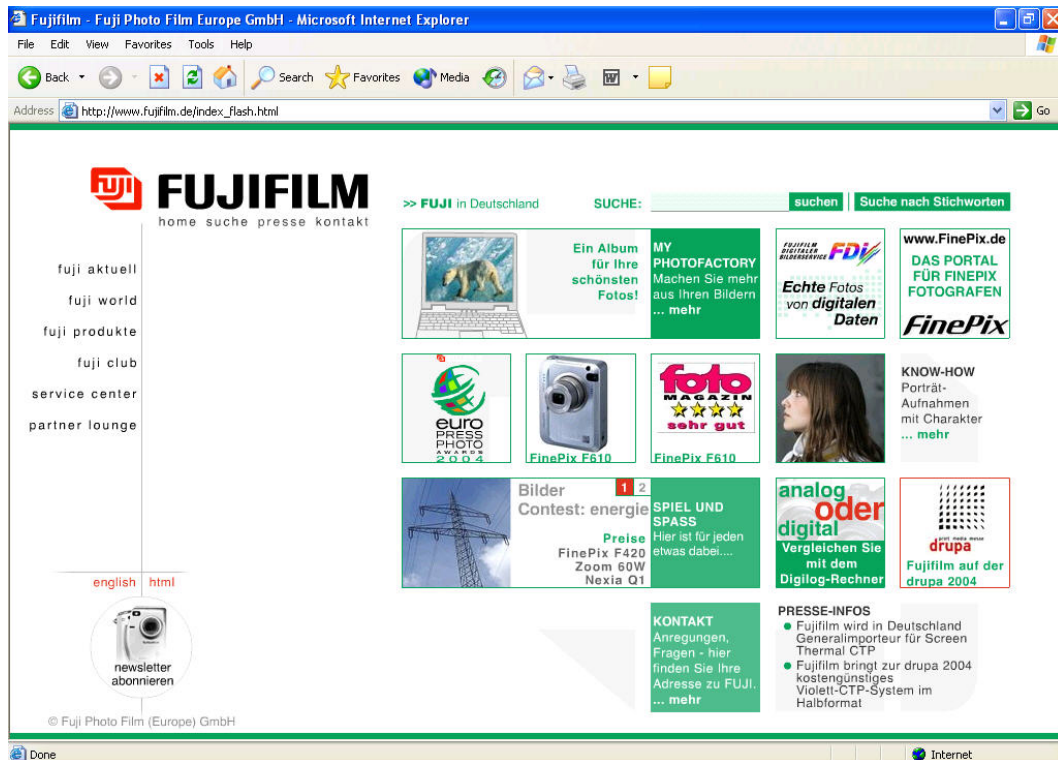 Fujifilm - Fuji Photo Film Europe GmbH - Microsoft Internet Explorer
File Edit View Favorites Tools Help
Back Search Favorites Media
Address http://www.fujifilm.de/index_flash.html Go
FUJI FUJIFILM
home suche presse kontakt
>> FUJI in Deutschland SUCHE: suchen Suche nach Stichworten
fuji aktuell
fuji world
fuji produkte
fuji club
service center
partner lounge
Ein Album
für Ihre
schönsten
Fotos!
MY
PHOTOFACTORY
Machen Sie mehr
aus Ihren Bildern
... mehr
FUJIFILM
DIGITALER
BILDERSERVICE
FDi
Echte Fotos
von digitalen
Daten
www.FinePix.de
DAS PORTAL
FÜR FINEPIX
FOTOGRAFEN
FinePix
euro
PRESS
PHOTO
AWARDS
2004
FinePix F610
foto
MAGAZIN
sehr gut
FinePix F610
KNOW-HOW
Porträt-
Aufnahmen
mit Charakter
... mehr
Bilder 1 2
Contest: energie
Preise
FinePix F420
Zoom 60W
Nexia Q1
SPIEL UND
SPASS
Hier ist für jeden
etwas dabei....
analog
oder
digital
Vergleichen Sie
mit dem
Digilog-Rechner
print media messe
drupa
Fujifilm auf der
drupa 2004
english html
newsletter
abonnieren
KONTAKT
Anregungen,
Fragen - hier
finden Sie Ihre
Adresse zu FUJI.
... mehr
PRESSE-INFOS
Fujifilm wird in Deutschland
Generalimporteur für Screen
Thermal CTP
Fujifilm bringt zur drupa 2004
kostengünstiges
Violett-CTP-System im
Halbformat
© Fuji Photo Film (Europe) GmbH
Done Internet